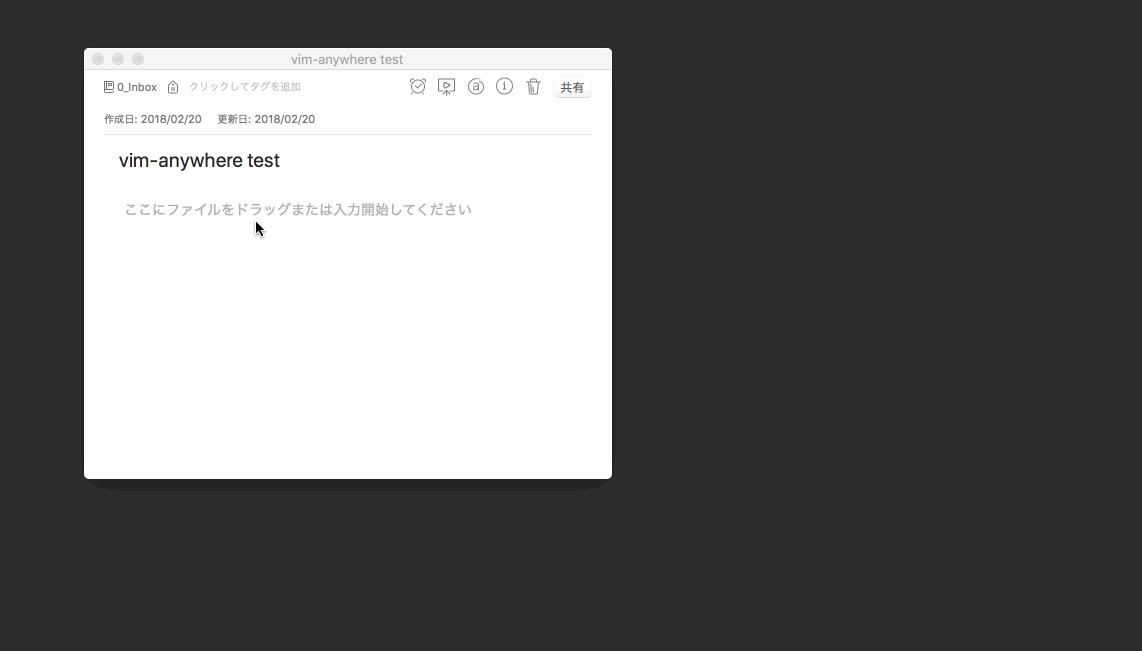 vim-anywhere test
0_Inbox クリックしてタグを追加 共有
作成日: 2018/02/20 更新日: 2018/02/20
vim-anywhere test
ここにファイルをドラッグまたは入力開始してください